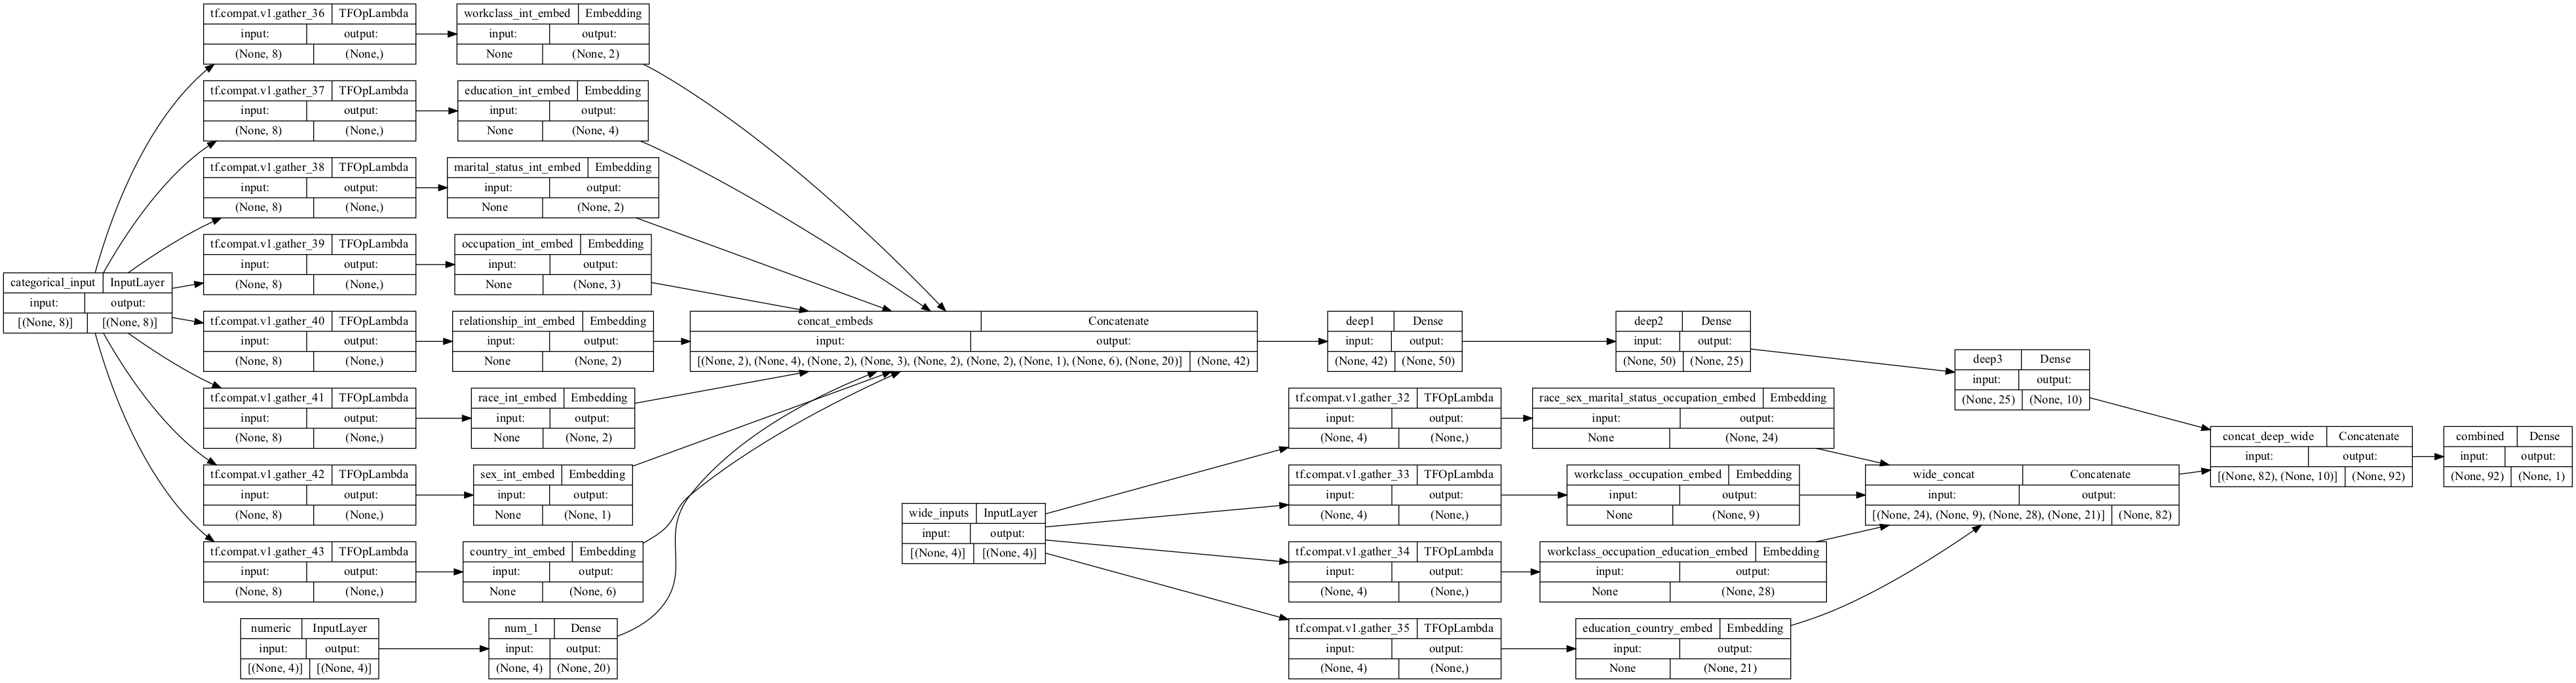 tf.compat.v1.gather_36 TFOpLambda
input: output:
(None, 8) (None,)
workclass_int_embed Embedding
input: output:
None (None, 2)
tf.compat.v1.gather_37 TFOpLambda
input: output:
(None, 8) (None,)
education_int_embed Embedding
input: output:
None (None, 4)
tf.compat.v1.gather_38 TFOpLambda
input: output:
(None, 8) (None,)
marital_status_int_embed Embedding
input: output:
None (None, 2)
tf.compat.v1.gather_39 TFOpLambda
input: output:
(None, 8) (None,)
occupation_int_embed Embedding
input: output:
None (None, 3)
categorical_input InputLayer
input: output:
[(None, 8)] [(None, 8)]
tf.compat.v1.gather_40 TFOpLambda
input: output:
(None, 8) (None,)
relationship_int_embed Embedding
input: output:
None (None, 2)
concat_embeds Concatenate
input: output:
[(None, 2), (None, 4), (None, 2), (None, 3), (None, 2), (None, 2), (None, 1), (None, 6), (None, 20)] (None, 42)
deep1 Dense
input: output:
(None, 42) (None, 50)
deep2 Dense
input: output:
(None, 50) (None, 25)
deep3 Dense
input: output:
(None, 25) (None, 10)
tf.compat.v1.gather_41 TFOpLambda
input: output:
(None, 8) (None,)
race_int_embed Embedding
input: output:
None (None, 2)
tf.compat.v1.gather_32 TFOpLambda
input: output:
(None, 4) (None,)
race_sex_marital_status_occupation_embed Embedding
input: output:
None (None, 24)
concat_deep_wide Concatenate
input: output:
[(None, 82), (None, 10)] (None, 92)
combined Dense
input: output:
(None, 92) (None, 1)
tf.compat.v1.gather_42 TFOpLambda
input: output:
(None, 8) (None,)
sex_int_embed Embedding
input: output:
None (None, 1)
tf.compat.v1.gather_33 TFOpLambda
input: output:
(None, 4) (None,)
workclass_occupation_embed Embedding
input: output:
None (None, 9)
wide_concat Concatenate
input: output:
[(None, 24), (None, 9), (None, 28), (None, 21)] (None, 82)
wide_inputs InputLayer
input: output:
[(None, 4)] [(None, 4)]
tf.compat.v1.gather_43 TFOpLambda
input: output:
(None, 8) (None,)
country_int_embed Embedding
input: output:
None (None, 6)
tf.compat.v1.gather_34 TFOpLambda
input: output:
(None, 4) (None,)
workclass_occupation_education_embed Embedding
input: output:
None (None, 28)
numeric InputLayer
input: output:
[(None, 4)] [(None, 4)]
num_1 Dense
input: output:
(None, 4) (None, 20)
tf.compat.v1.gather_35 TFOpLambda
input: output:
(None, 4) (None,)
education_country_embed Embedding
input: output:
None (None, 21)